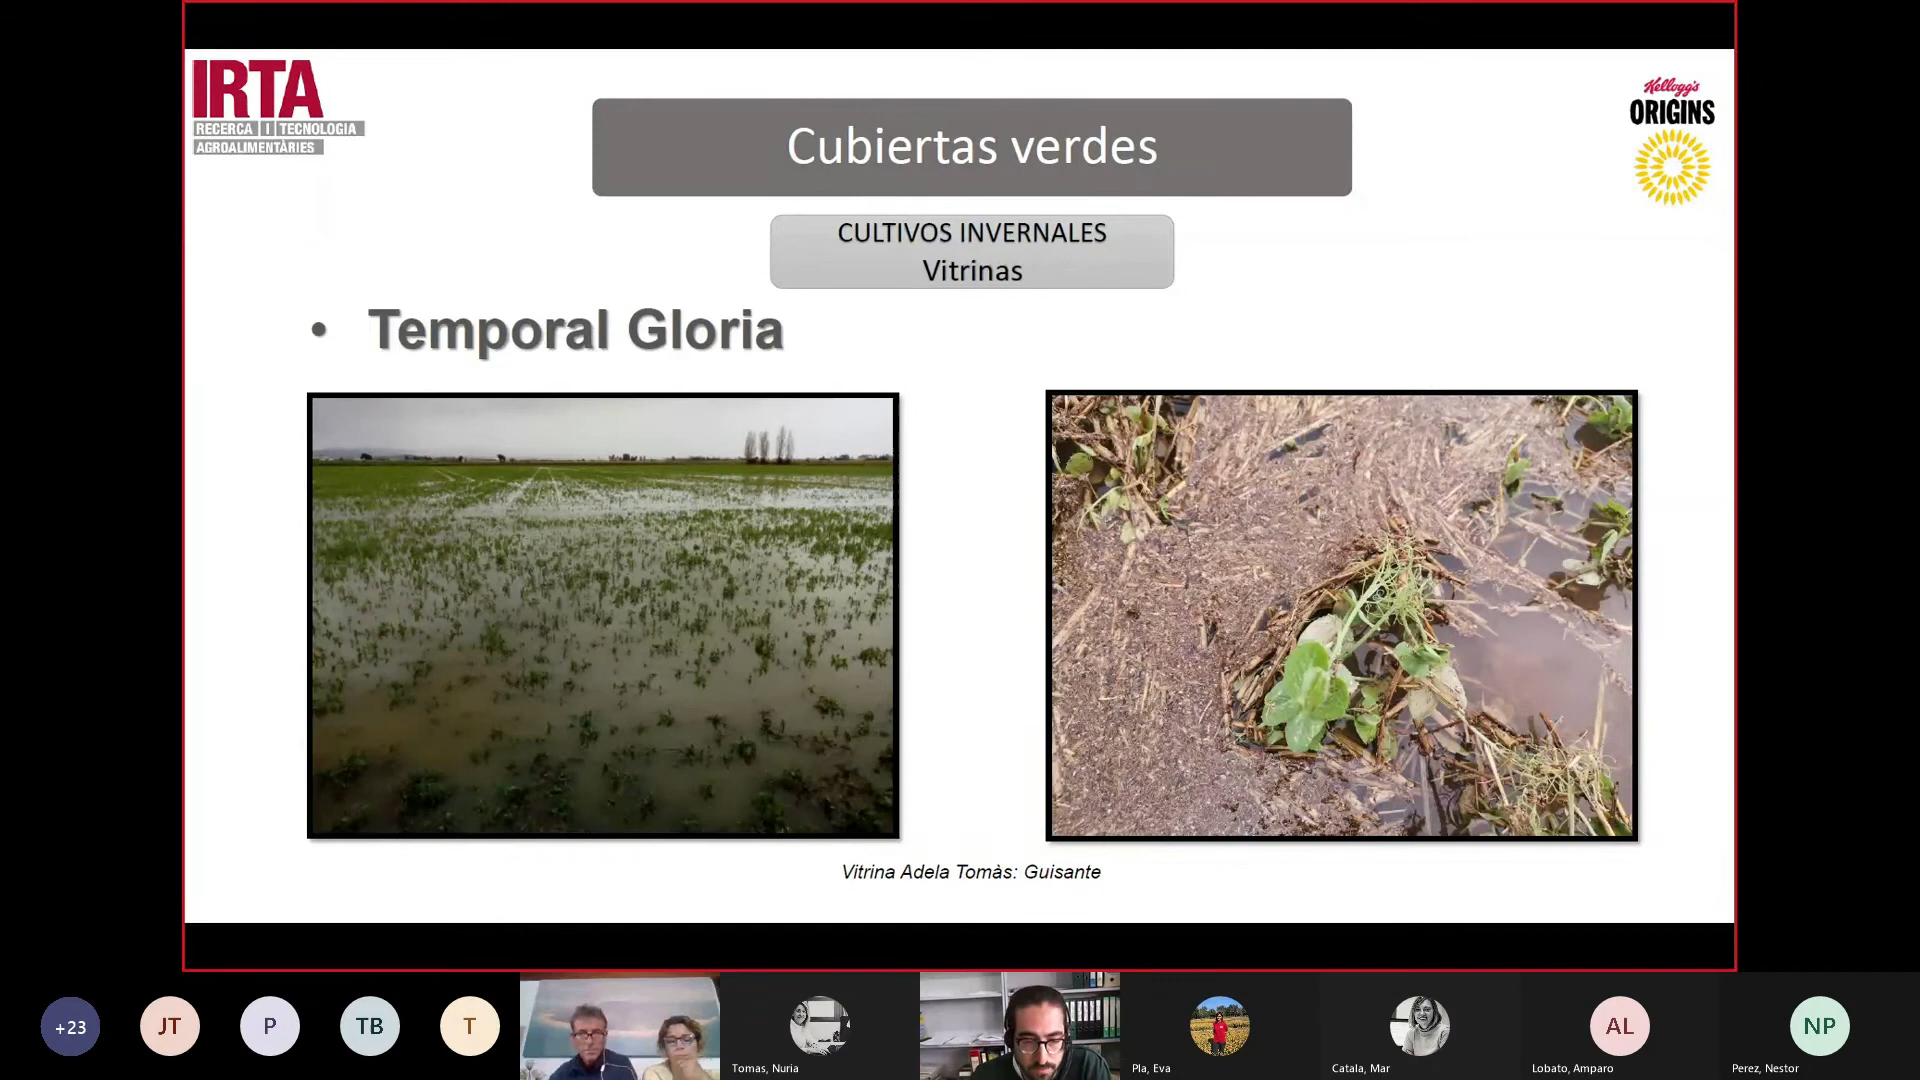 IRTA
RECERCA I TECNOLOGIA
AGROALIMENTÀRIES
Kellogg's
ORIGINS
Cubiertas verdes
CULTIVOS INVERNALES
Vitrinas
• Temporal Gloria
Vitrina Adela Tomàs: Guisante
+23
JT
P
TB
T
AL
NP
Tomas, Nuria
Pla, Eva
Catala, Mar
Lobato, Amparo
Perez, Nestor